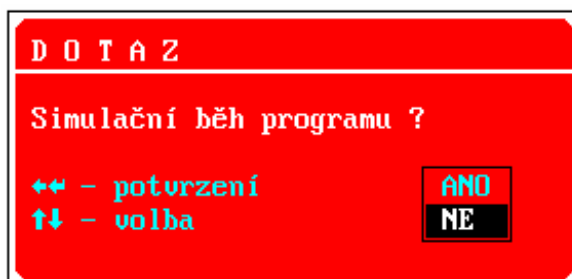 D O T A Z
Simulační běh programu ?
←↵ - potvrzení
↑↓ - volba
ANO
NE